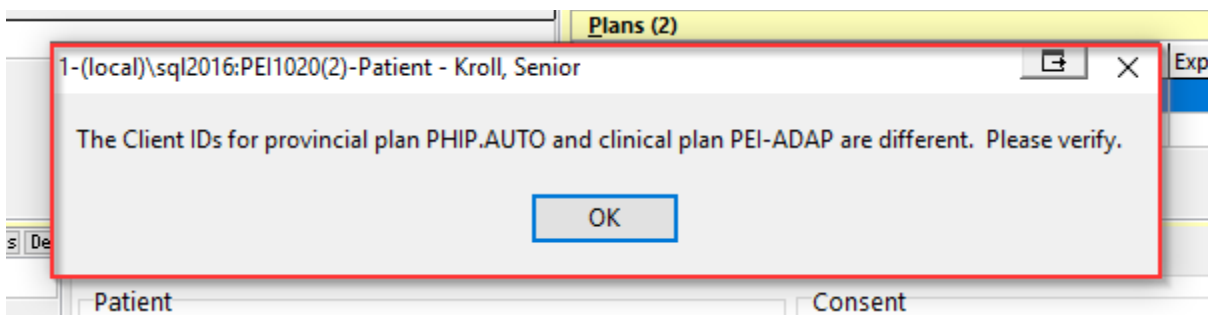 Plans (2)
1-(local)\sql2016:PEI1020(2)-Patient - Kroll, Senior
Exp
The Client IDs for provincial plan PHIP.AUTO and clinical plan PEI-ADAP are different.  Please verify.
OK
s De
Patient
Consent